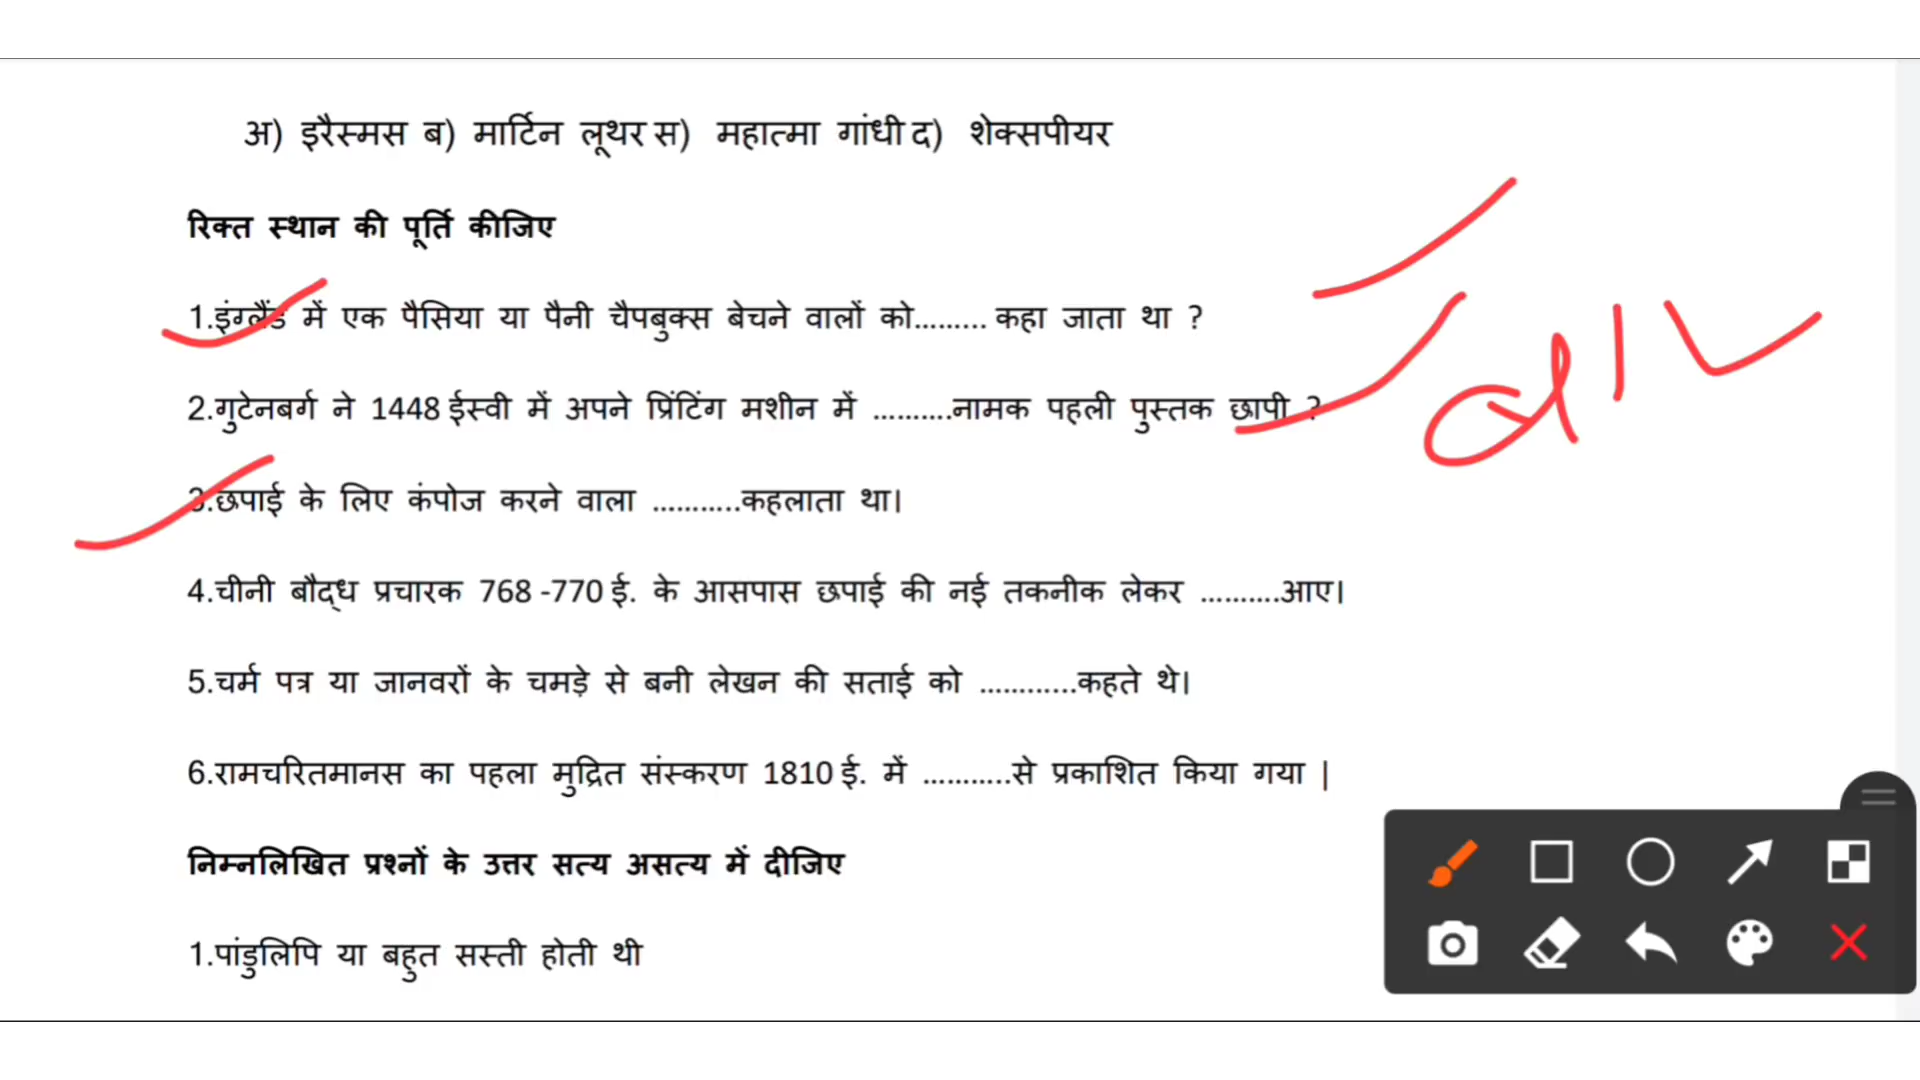 अ) इरैस्मस ब) मार्टिन लूथर स) महात्मा गांधी द) शेक्सपीयर
रिक्त स्थान की पूर्ति कीजिए
1.इंग्लैंड में एक पैसिया या पैनी चैपबुक्स बेचने वालों को......... कहा जाता था ?
2.गुटेनबर्ग ने 1448 ईस्वी में अपने प्रिंटिंग मशीन में ..........नामक पहली पुस्तक छापी ?
3.छपाई के लिए कंपोज करने वाला ...........कहलाता था।
4.चीनी बौद्ध प्रचारक 768 -770 ई. के आसपास छपाई की नई तकनीक लेकर ..........आए।
5.चर्म पत्र या जानवरों के चमड़े से बनी लेखन की सताई को ............कहते थे।
6.रामचरितमानस का पहला मुद्रित संस्करण 1810 ई. में ...........से प्रकाशित किया गया |
निम्नलिखित प्रश्नों के उत्तर सत्य असत्य में दीजिए
1.पांडुलिपि या बहुत सस्ती होती थी